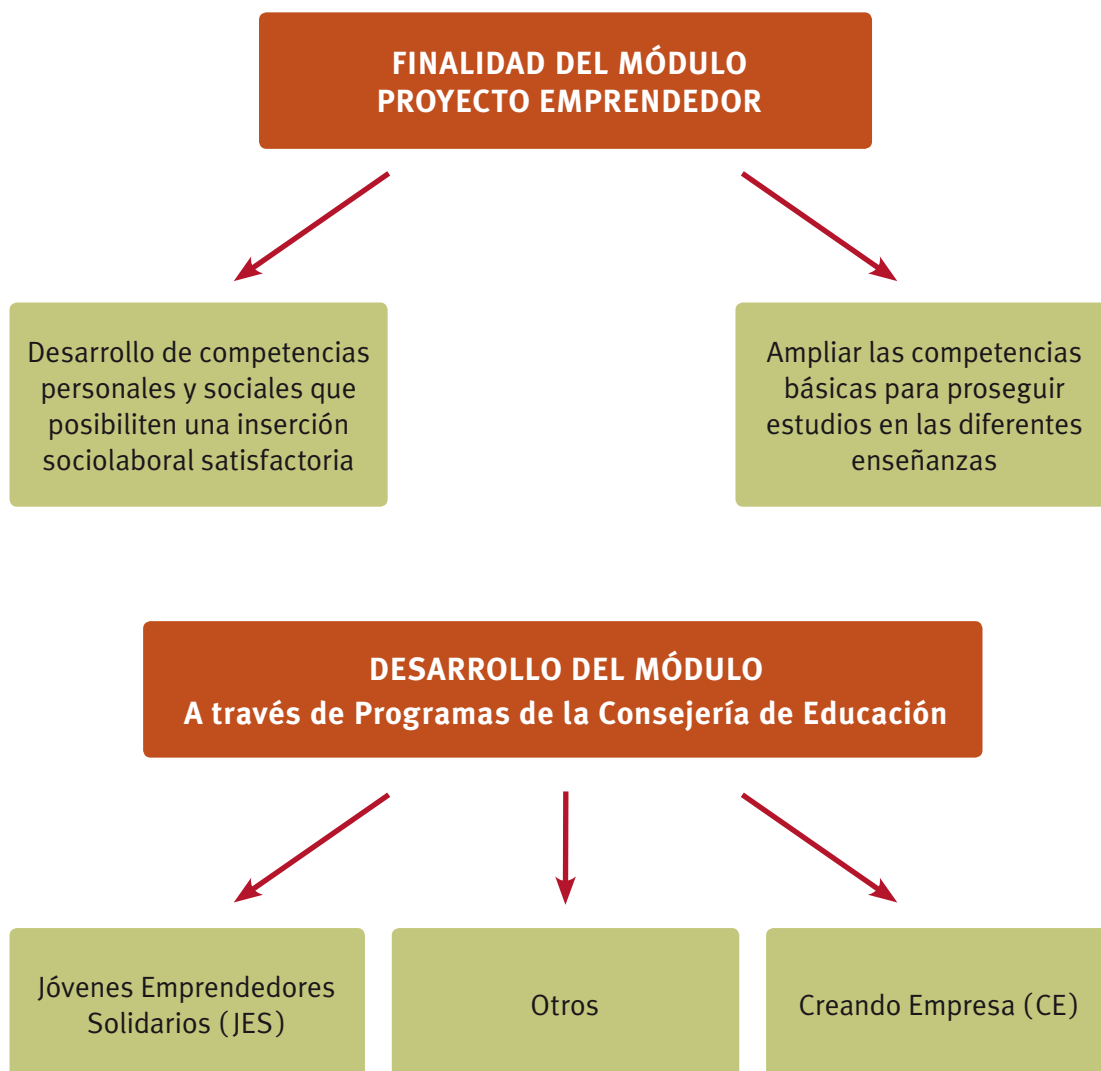 FINALIDAD DEL MÓDULO
PROYECTO EMPRENDEDOR
Desarrollo de competencias
personales y sociales que
posibiliten una inserción
sociolaboral satisfactoria
Ampliar las competencias
básicas para proseguir
estudios en las diferentes
enseñanzas
DESARROLLO DEL MÓDULO
A través de Programas de la Consejería de Educación
Jóvenes Emprendedores
Solidarios (JES)
Otros
Creando Empresa (CE)